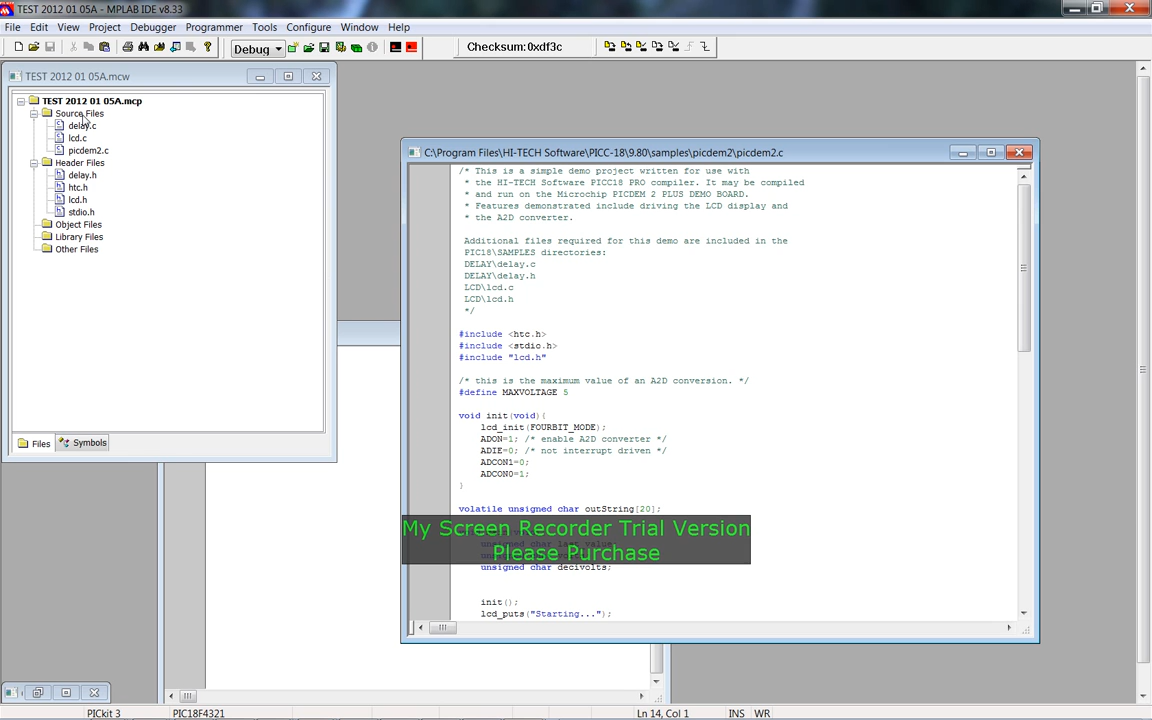 TEST 2012 01 05A - MPLAB IDE v8.33
File Edit View Project Debugger Programmer Tools Configure Window Help
Debug
Checksum: 0xdf3c
TEST 2012 01 05A.mcw
TEST 2012 01 05A.mcp
Source Files
delay.c
lcd.c
picdem2.c
Header Files
delay.h
htc.h
lcd.h
stdio.h
Object Files
Library Files
Other Files
Files Symbols
C:\Program Files\HI-TECH Software\PICC-18\9.80\samples\picdem2\picdem2.c
/* This is a simple demo project written for use with
* the HI-TECH Software PICC18 PRO compiler. It may be compiled
* and run on the Microchip PICDEM 2 PLUS DEMO BOARD.
* Features demonstrated include driving the LCD display and
* the A2D converter.
Additional files required for this demo are included in the
PIC18\SAMPLES directories:
DELAY\delay.c
DELAY\delay.h
LCD\lcd.c
LCD\lcd.h
*/
#include <htc.h>
#include <stdio.h>
#include "lcd.h"
/* this is the maximum value of an A2D conversion. */
#define MAXVOLTAGE 5
void init(void){
lcd_init(FOURBIT_MODE);
ADON=1; /* enable A2D converter */
ADIE=0; /* not interrupt driven */
ADCON1=0;
ADCON0=1;
}
volatile unsigned char outString[20];
My Screen Recorder Trial Version
Please Purchase
unsigned char decivolts;
init();
lcd_puts("Starting...");
PICkit 3 PIC18F4321 Ln 14, Col 1 INS WR